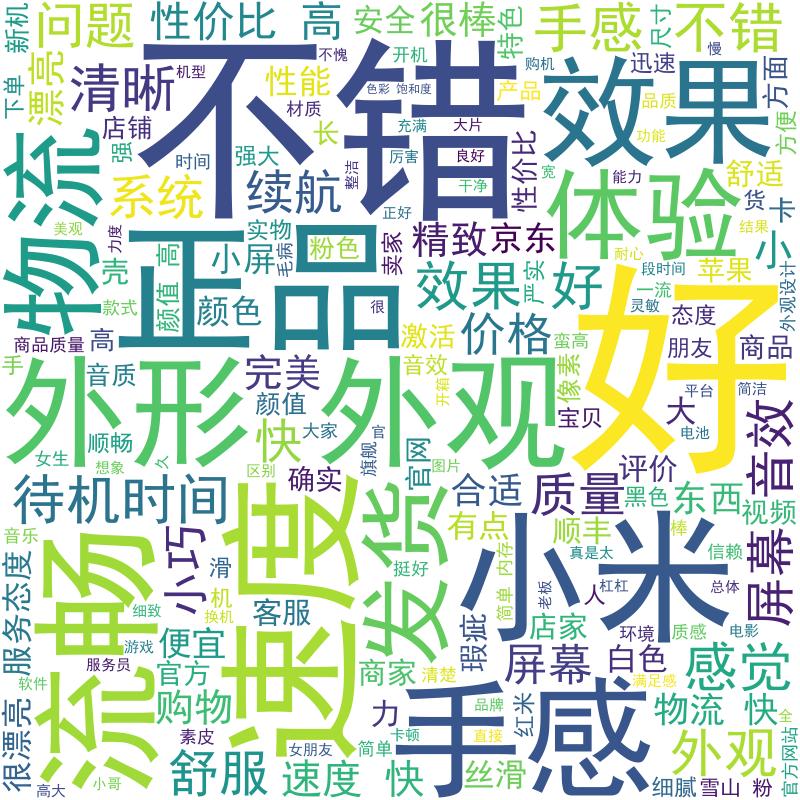 不错
好
外形 外观
正品
效果
速度
流畅
小米
手感
物流
体验
发货
待机时间
问题
性价比 高
安全
很棒
特色
手感
尺寸
不错
新机
下单
漂亮
清晰
机型
不愧
开机
购机
慢
迅速
方面
方便
性能
材质
色彩 饱和度
产品
品质
功能
店铺
长
充满
大片
强
时间
强大
整洁
厉害
良好
性价比
宽
系统
续航
干净
能力
舒适
货
卡
正好
美观
力度
实物
小屏
毛病
粉色
卖家
精致
京东
结果
耐心
小
壳
颜值 高
效果
严实
好
段时间
苹果
一流
灵敏
外观设计
款式
颜色
很
价格
态度
商品质量
高
激活
蛮高
朋友
商品
手
音质
完美
音效
开箱
像素
平台
简洁
颜值
宝贝
大
电池
顺畅
快
大家
旗舰
官
官网
女生
想象
久
区别
图片
确实
评价
音效
合适
质量
黑色
东西
视频
音乐
小巧
有点
顺丰
棒
服务态度
滑
挺好
简单
内存
真是太
信赖
屏幕
细致
机
换机
老板
人
杠杠
总体
客服
店家
环境
质感
电影
游戏
便宜
瑕疵
服务员
官方
商家
清楚
屏幕
白色
感觉
软件
满足感
很漂亮
购物
力
品牌
红米
物流 快
全
素皮
女朋友
简单
卡顿
直接
外观
官方网站
高大
小哥
舒服
速度 快
丝滑
细腻
雪山 粉